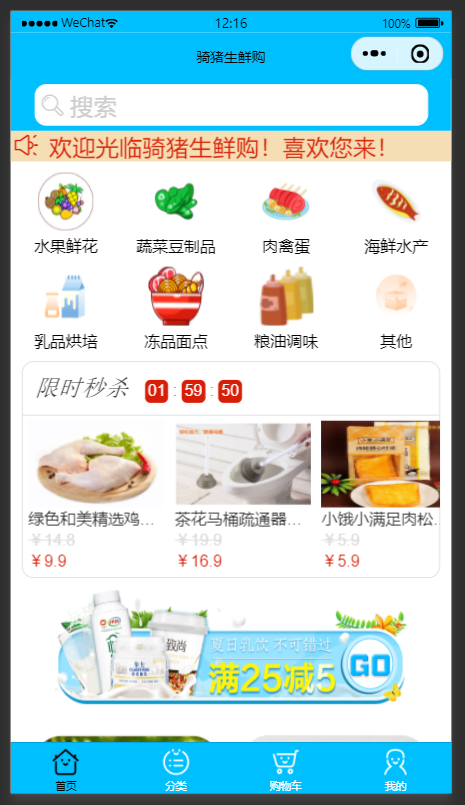 WeChat 12:16 100%
骑猪生鲜购
搜索
欢迎光临骑猪生鲜购！喜欢您来！
水果鲜花 蔬菜豆制品 肉禽蛋 海鲜水产
乳品烘培 冻品面点 粮油调味 其他
限时秒杀 01 : 59 : 50
绿色和美精选鸡... 茶花马桶疏通器... 小饿小满足肉松...
￥14.8 ￥19.9 ￥5.9
￥9.9 ￥16.9 ￥5.9
致尚
夏日乳饮 不可错过
满25减5 GO
首页 分类 购物车 我的